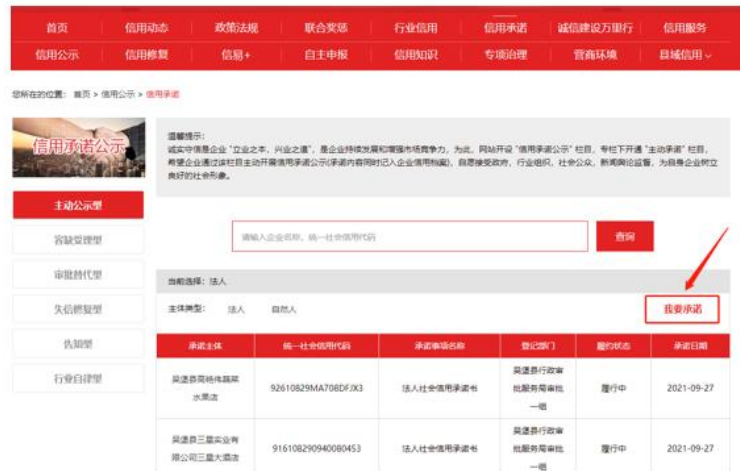 首页 信用动态 政策法规 联合奖惩 行业信用 信用承诺 诚信建设万里行 信用服务
信用公示 信用修复 信易+ 自主申报 信用知识 专项治理 营商环境 县域信用
您所在的位置: 首页 > 信用公示 > 信用承诺
信用承诺公示
温馨提示:
诚实守信是企业“立业之本、兴业之道”,是企业持续发展和增强市场竞争力,为此,网站开设“信用承诺公示”栏目,专栏下开通“主动承诺”栏目,
希望企业通过该栏目主动开展信用承诺公示(承诺内容同时记入企业信用档案),自愿接受政府、行业组织、社会公众、新闻舆论监督,为自身企业树立
良好的社会形象。
主动公示型
容缺受理型
审批替代型
失信修复型
告知型
行业自律型
请输入企业名称、统一社会信用代码 查询
当前选择: 法人
主体类型: 法人 自然人 我要承诺
承诺主体 统一社会信用代码 承诺事项名称 登记部门 履约状态 承诺日期
吴堡县 蔬菜
水果店
92610829MA708DFJX3 法人社会信用承诺书
吴堡县行政审
批服务局审批
一组
履行中 2021-09-27
吴堡县三星实业有
限公司三星大酒店
916108290940080453 法人社会信用承诺书
吴堡县行政审
批服务局审批
一组
履行中 2021-09-27